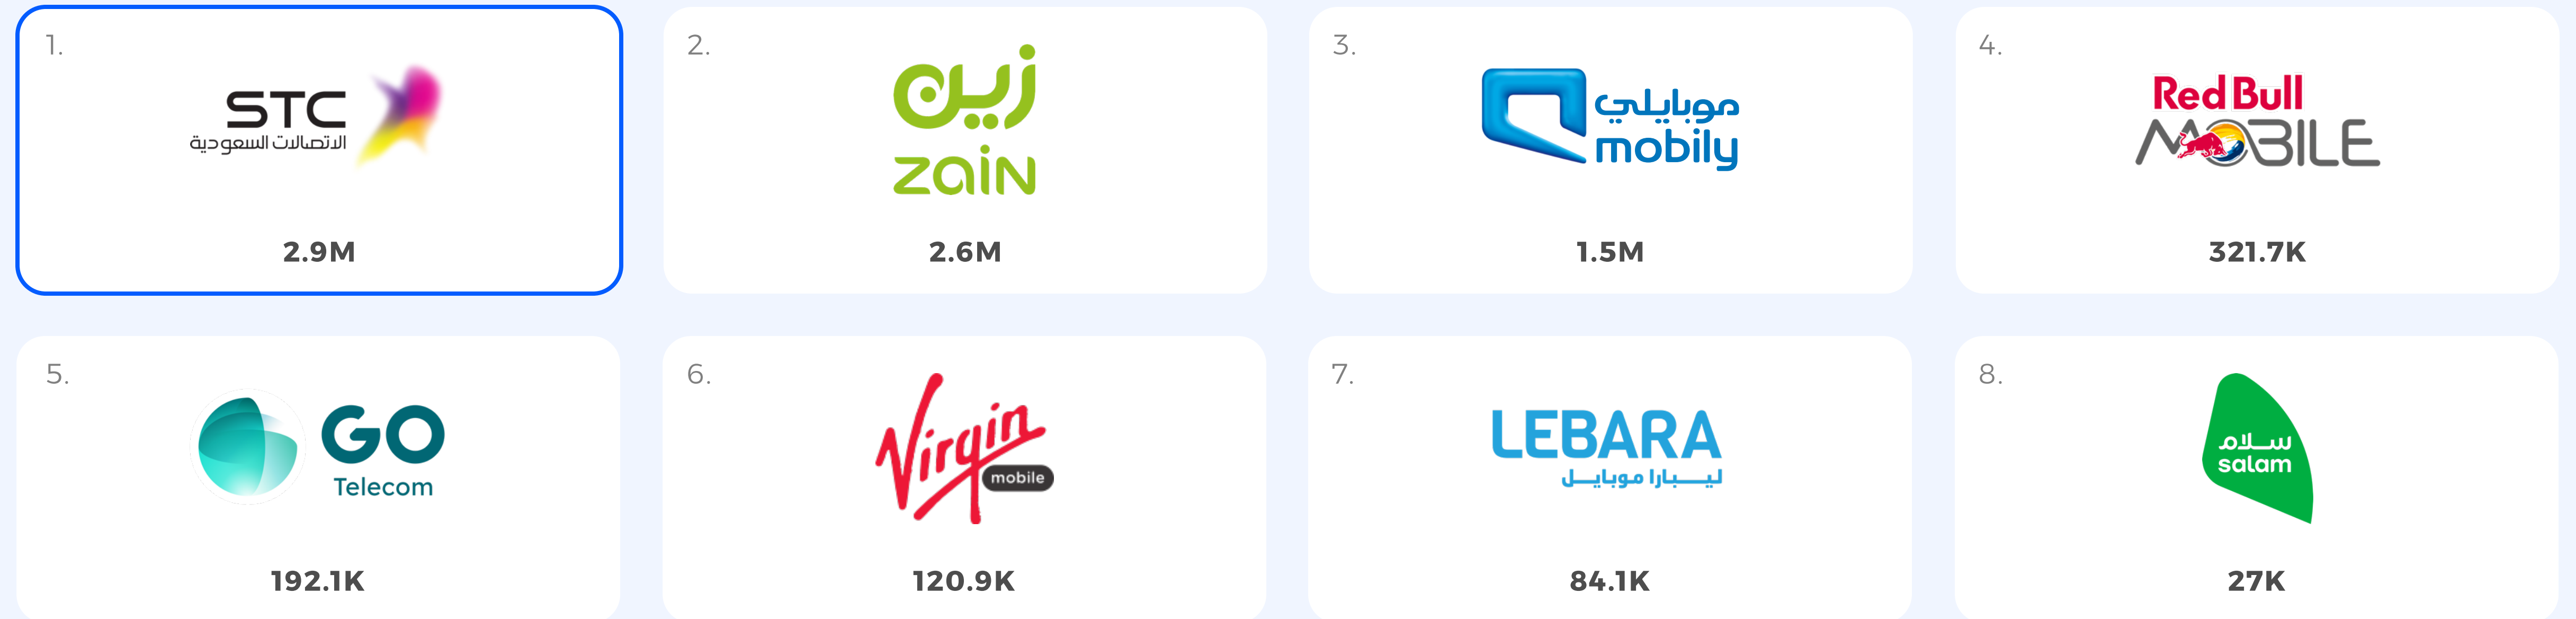 1.
STC
الاتصالات السعودية
2.9M
2.
زين
zain
2.6M
3.
موبايلي
mobily
1.5M
4.
Red Bull
MOBILE
321.7K
5.
GO
Telecom
192.1K
6.
Virgin
mobile
120.9K
7.
LEBARA
ليبارا موبايل
84.1K
8.
سلام
salam
27K